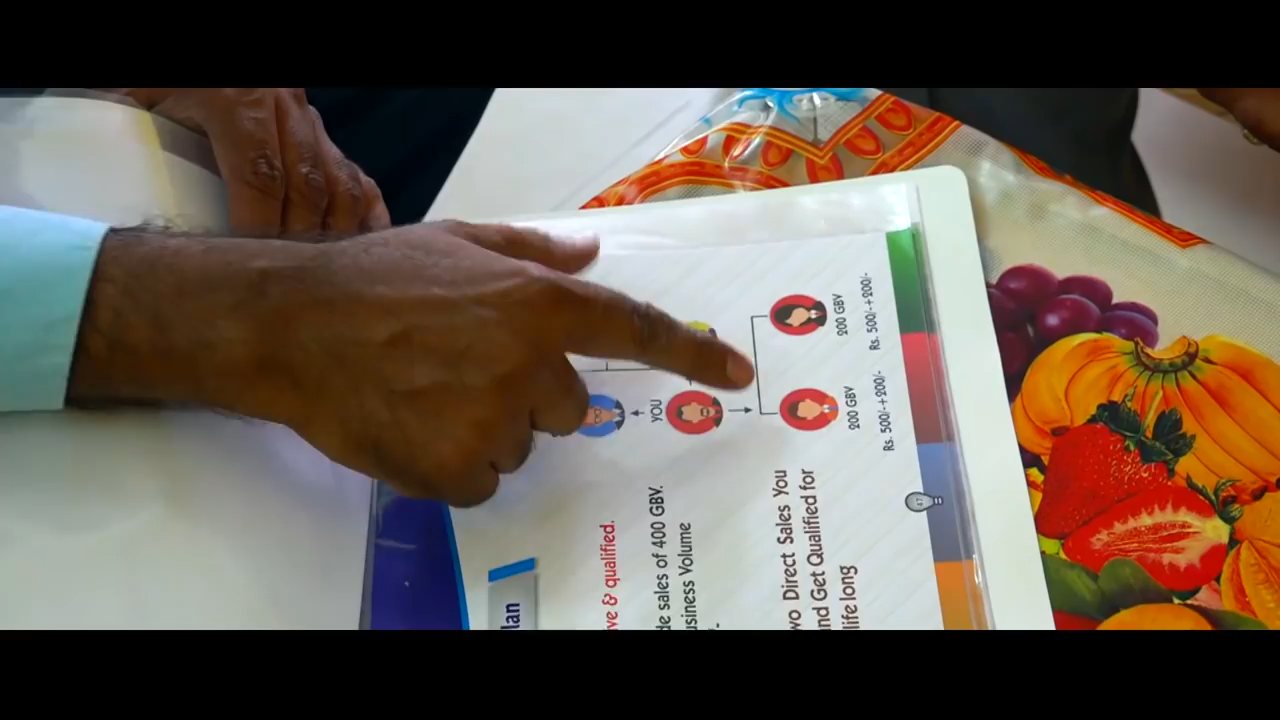 lan
ve & qualified.
de sales of 400 GBV.
usiness Volume
/-
YOU
wo Direct Sales You
nd Get Qualified for
life long
200 GBV
200 GBV
Rs. 500/-+200/-
Rs. 500/-+200/-
47